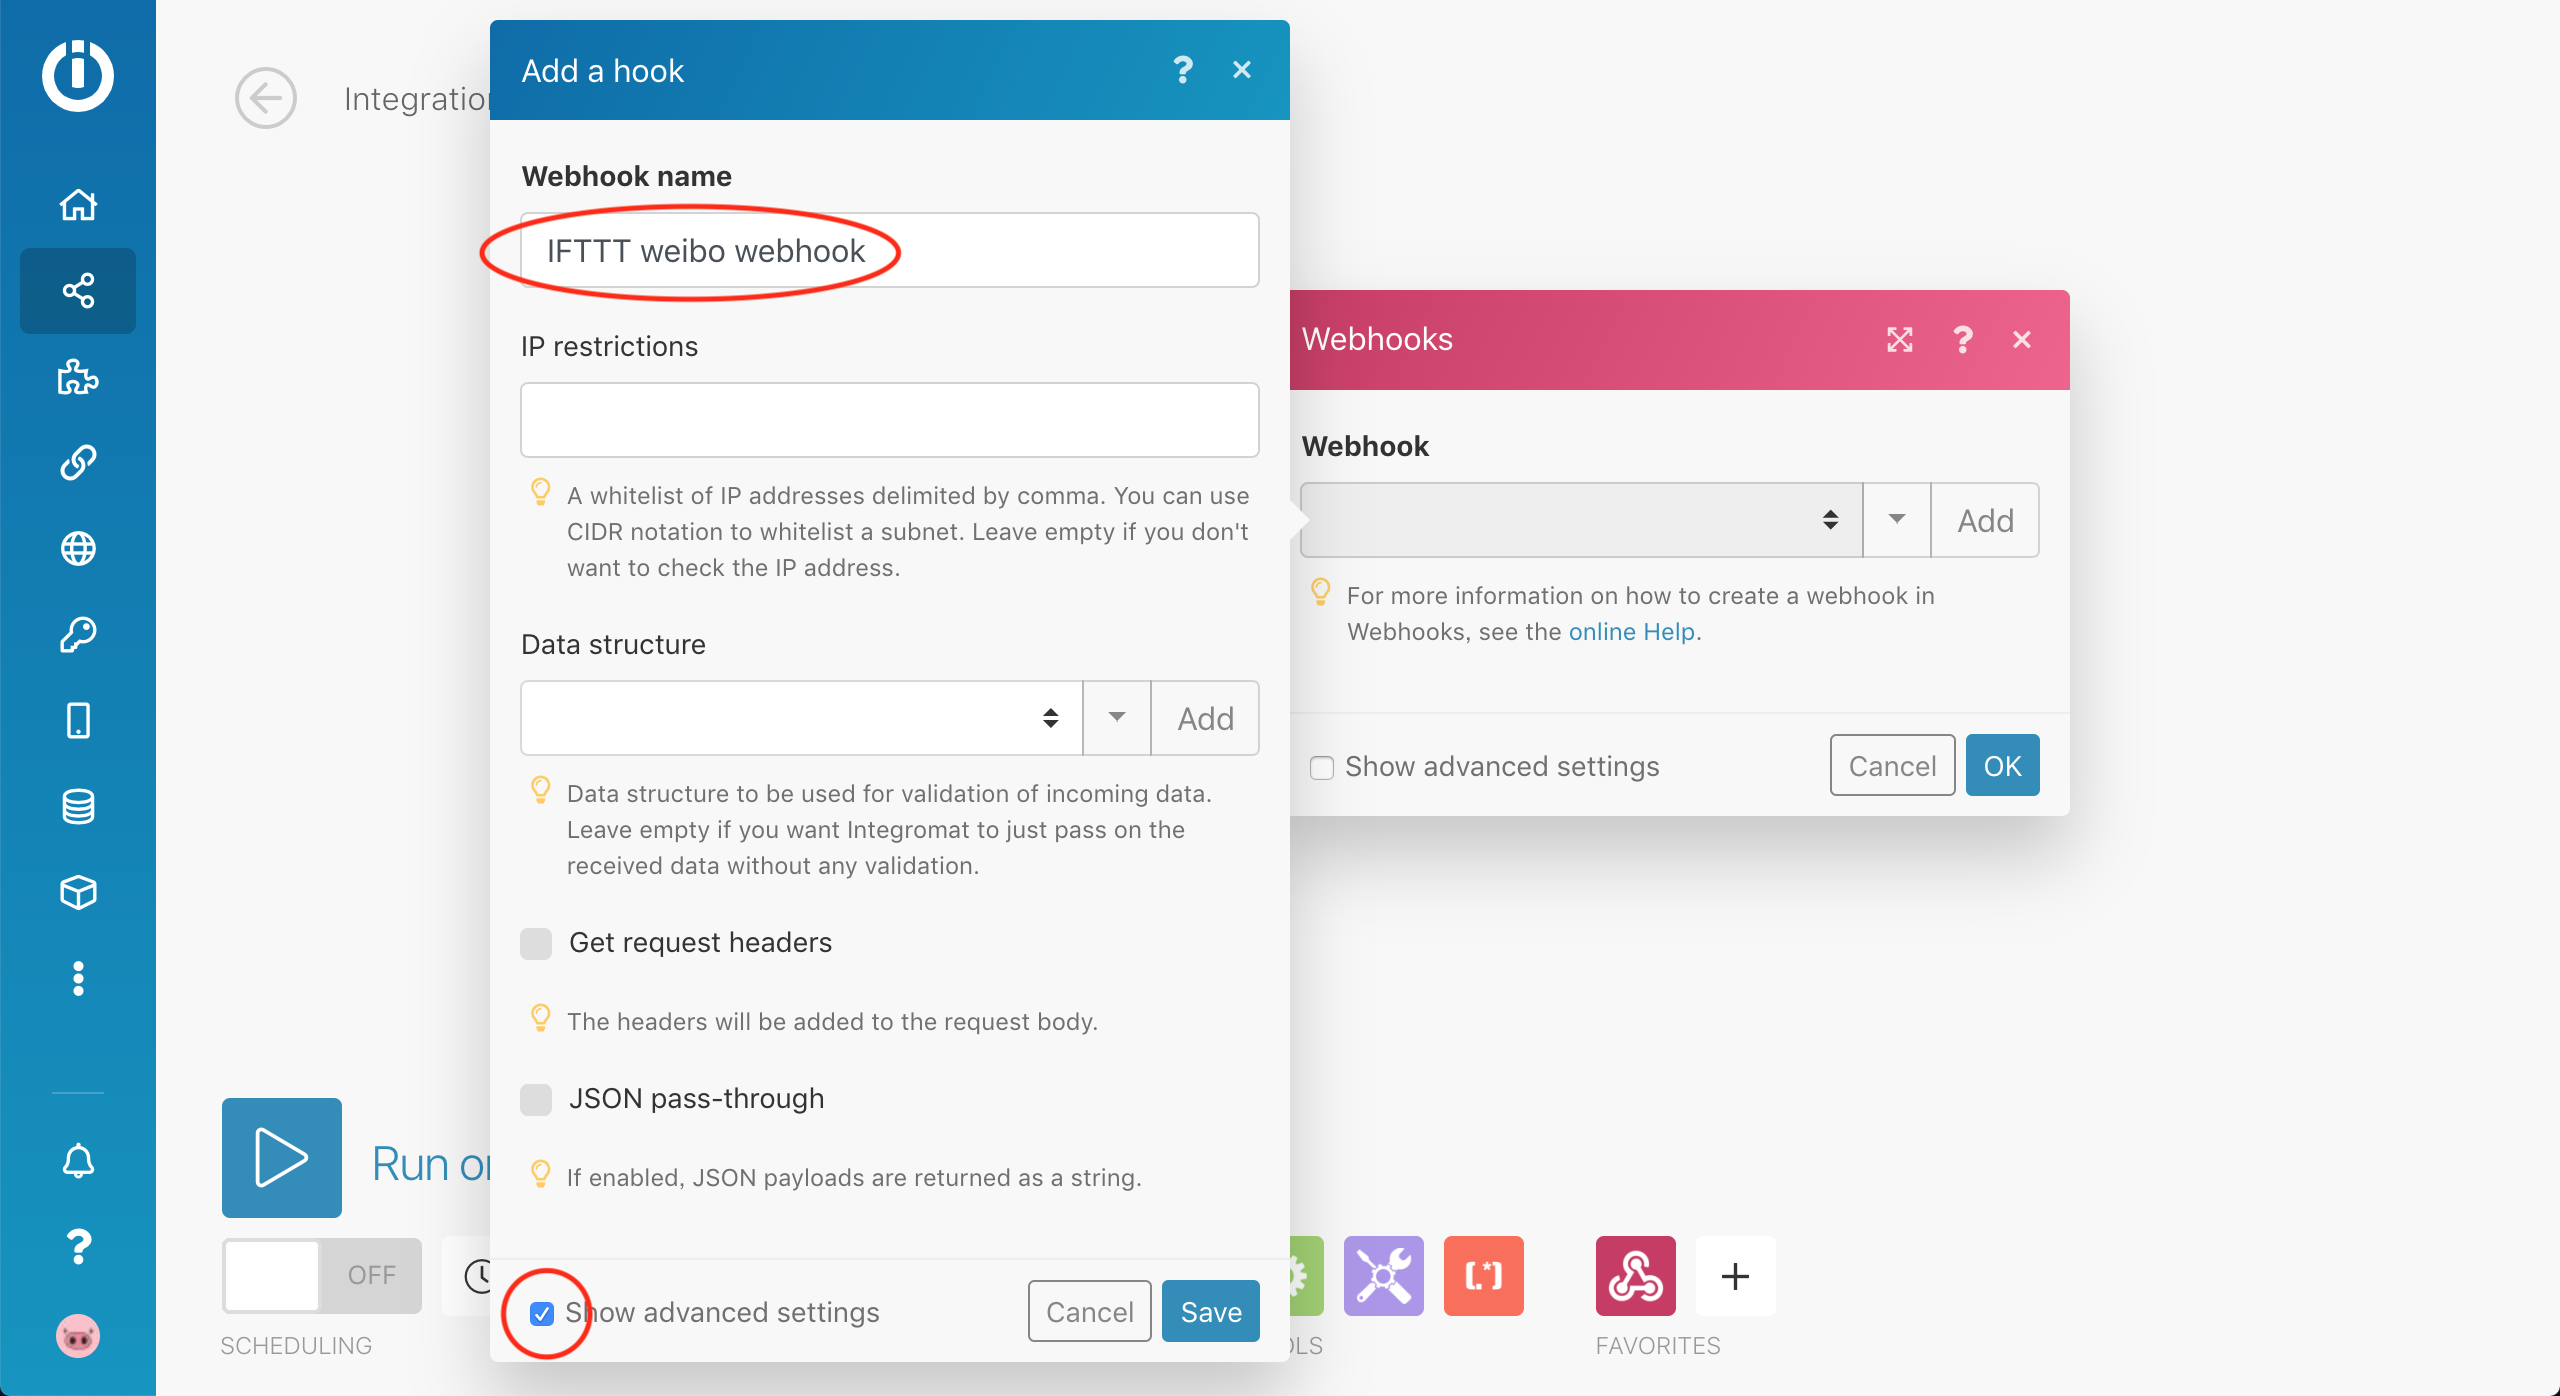 Integration
Add a hook
Webhook name
IFTTT weibo webhook
IP restrictions
A whitelist of IP addresses delimited by comma. You can use
CIDR notation to whitelist a subnet. Leave empty if you don't
want to check the IP address.
Data structure
Add
Data structure to be used for validation of incoming data.
Leave empty if you want Integromat to just pass on the
received data without any validation.
Get request headers
The headers will be added to the request body.
JSON pass-through
If enabled, JSON payloads are returned as a string.
Show advanced settings
Cancel
Save
Webhooks
Webhook
Add
For more information on how to create a webhook in
Webhooks, see the online Help.
Show advanced settings
Cancel
OK
Run
OFF
SCHEDULING
FAVORITES